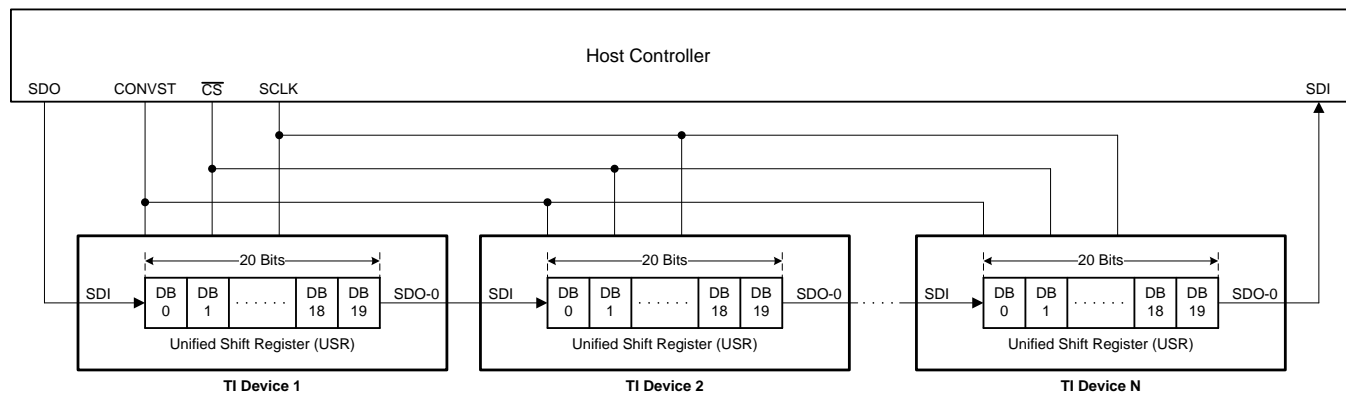 Host Controller
SDO CONVST CS SCLK SDI
20 Bits 20 Bits 20 Bits
SDI DB 0 DB 1 . . . . . . DB 18 DB 19 SDO-0 SDI DB 0 DB 1 . . . . . . DB 18 DB 19 SDO-0 . . . . . SDI DB 0 DB 1 . . . . . . DB 18 DB 19 SDO-0
Unified Shift Register (USR) Unified Shift Register (USR) Unified Shift Register (USR)
TI Device 1 TI Device 2 TI Device N